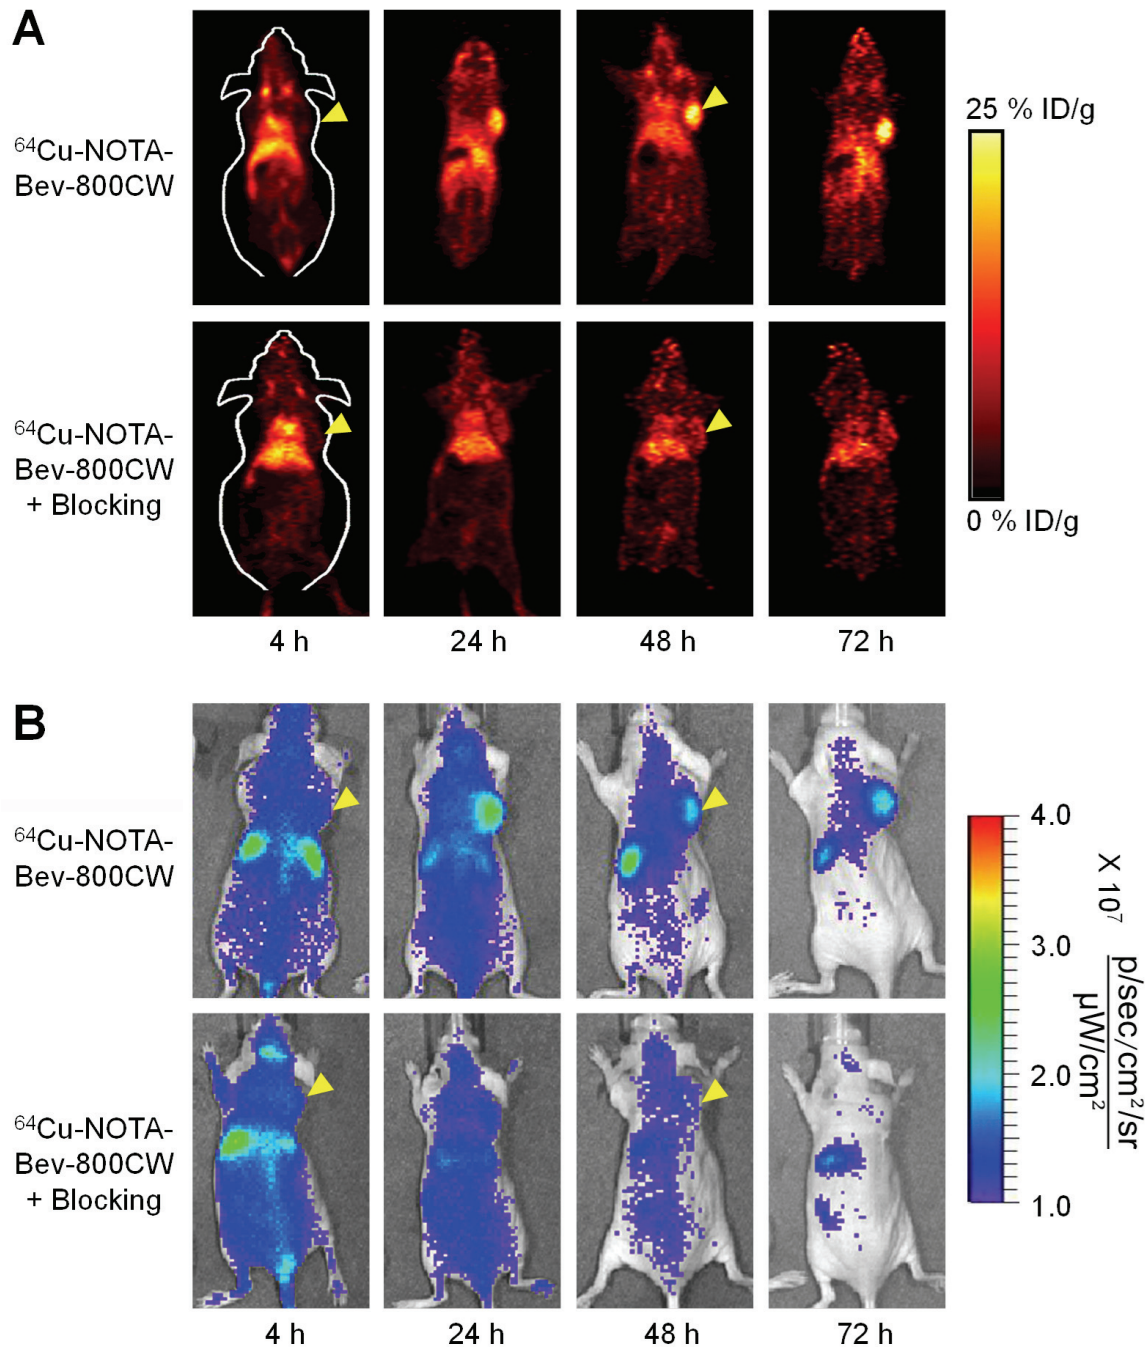 A
⁶⁴Cu-NOTA-
Bev-800CW
25 % ID/g
⁶⁴Cu-NOTA-
Bev-800CW
+ Blocking
0 % ID/g
4 h
24 h
48 h
72 h
B
⁶⁴Cu-NOTA-
Bev-800CW
4.0
3.0
2.0
1.0
X 10⁷
p/sec/cm²/sr
µW/cm²
⁶⁴Cu-NOTA-
Bev-800CW
+ Blocking
4 h
24 h
48 h
72 h